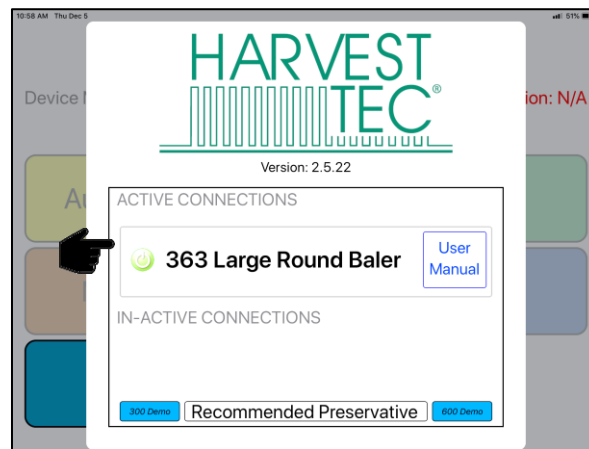 10:58 AM Thu Dec 5
51%
HARVEST
TEC®
Device
ion: N/A
Version: 2.5.22
Au
ACTIVE CONNECTIONS
363 Large Round Baler
User
Manual
IN-ACTIVE CONNECTIONS
300 Demo
Recommended Preservative
600 Demo